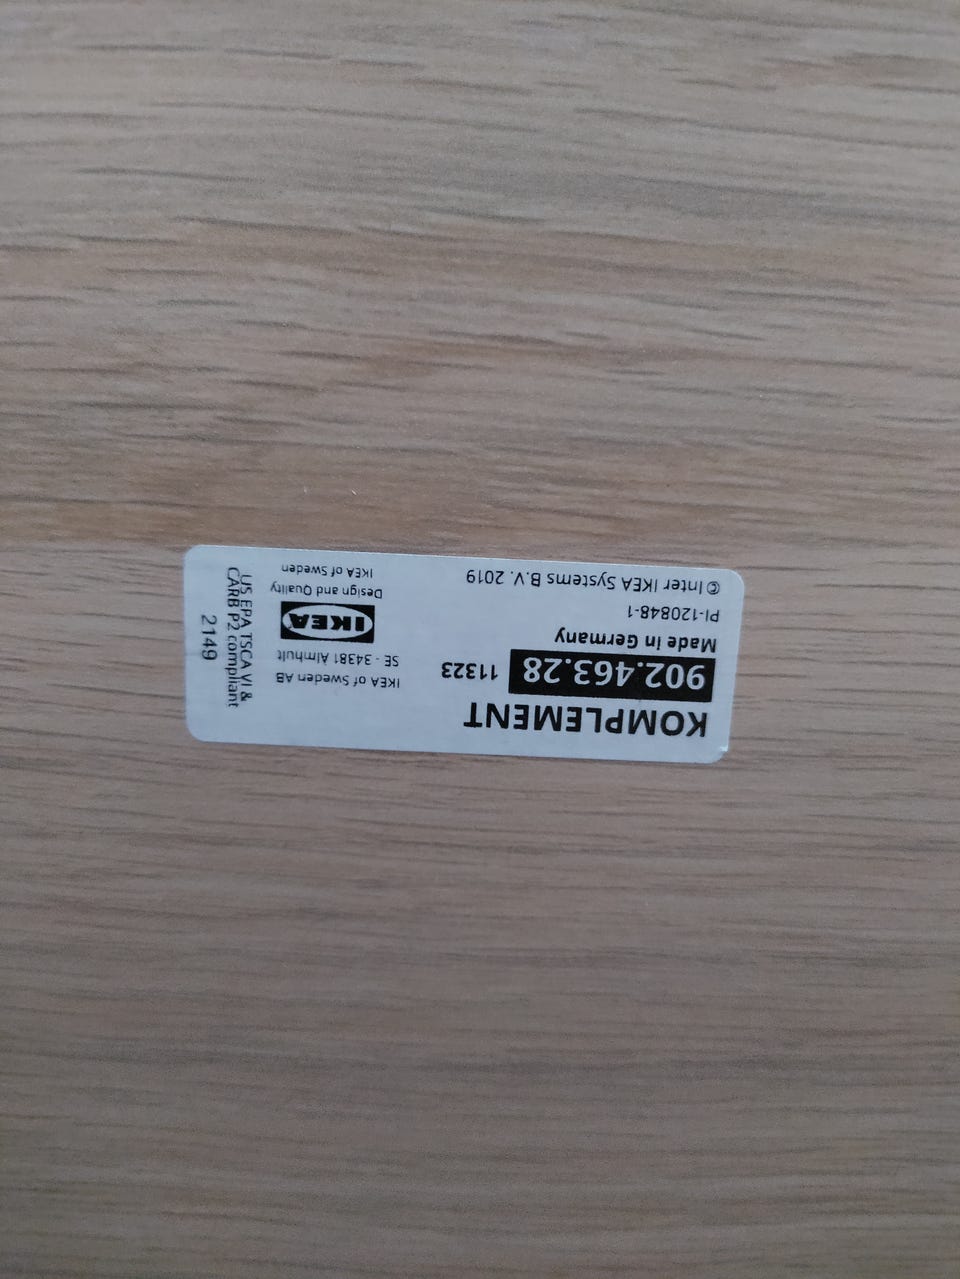 KOMPLEMENT
902.463.28 11323
Made in Germany
PI-120848-1
© Inter IKEA Systems B.V. 2019
IKEA of Sweden AB
SE - 34381 Älmhult
IKEA
Design and Quality
IKEA of Sweden
US EPA TSCA VI &
CARB P2 compliant
2149